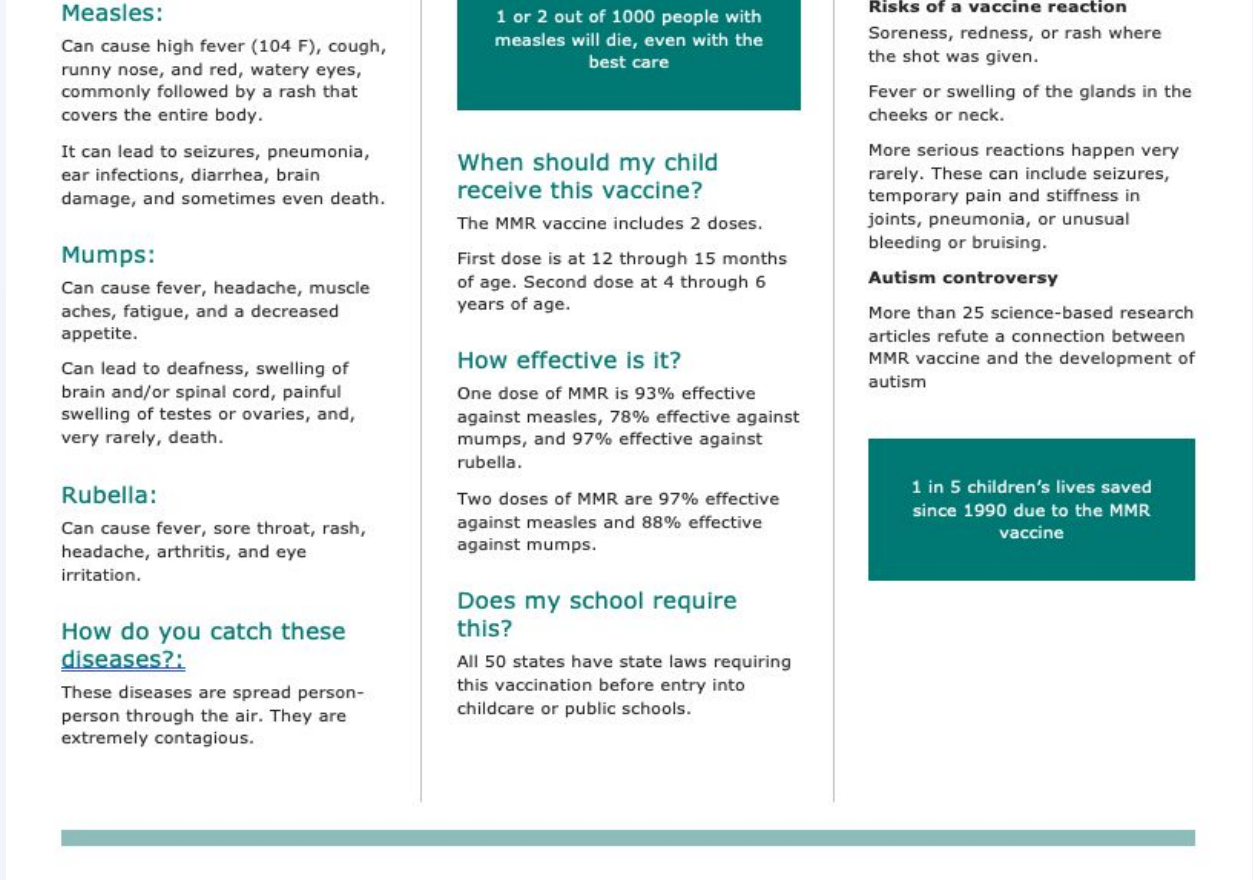 Measles:
Can cause high fever (104 F), cough,
runny nose, and red, watery eyes,
commonly followed by a rash that
covers the entire body.
It can lead to seizures, pneumonia,
ear infections, diarrhea, brain
damage, and sometimes even death.
Mumps:
Can cause fever, headache, muscle
aches, fatigue, and a decreased
appetite.
Can lead to deafness, swelling of
brain and/or spinal cord, painful
swelling of testes or ovaries, and,
very rarely, death.
Rubella:
Can cause fever, sore throat, rash,
headache, arthritis, and eye
irritation.
How do you catch these
diseases?:
These diseases are spread person-
person through the air. They are
extremely contagious.
1 or 2 out of 1000 people with
measles will die, even with the
best care
When should my child
receive this vaccine?
The MMR vaccine includes 2 doses.
First dose is at 12 through 15 months
of age. Second dose at 4 through 6
years of age.
How effective is it?
One dose of MMR is 93% effective
against measles, 78% effective against
mumps, and 97% effective against
rubella.
Two doses of MMR are 97% effective
against measles and 88% effective
against mumps.
Does my school require
this?
All 50 states have state laws requiring
this vaccination before entry into
childcare or public schools.
Risks of a vaccine reaction
Soreness, redness, or rash where
the shot was given.
Fever or swelling of the glands in the
cheeks or neck.
More serious reactions happen very
rarely. These can include seizures,
temporary pain and stiffness in
joints, pneumonia, or unusual
bleeding or bruising.
Autism controversy
More than 25 science-based research
articles refute a connection between
MMR vaccine and the development of
autism
1 in 5 children’s lives saved
since 1990 due to the MMR
vaccine